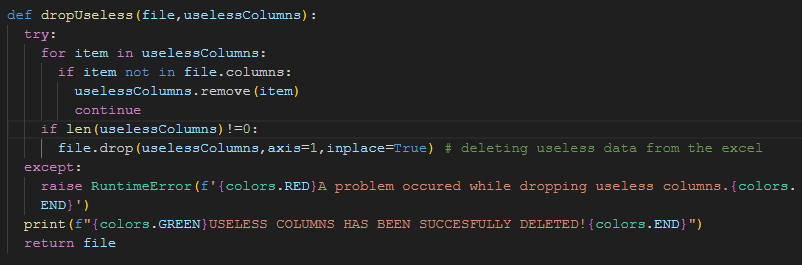 def dropUseless(file,uselessColumns):
  try:
    for item in uselessColumns:
      if item not in file.columns:
        uselessColumns.remove(item)
        continue
    if len(uselessColumns)!=0:
      file.drop(uselessColumns,axis=1,inplace=True) # deleting useless data from the excel
  except:
    raise RuntimeError(f'{colors.RED}A problem occured while dropping useless columns.{colors.
    END}')
  print(f"{colors.GREEN}USELESS COLUMNS HAS BEEN SUCCESFULLY DELETED!{colors.END}")
  return file